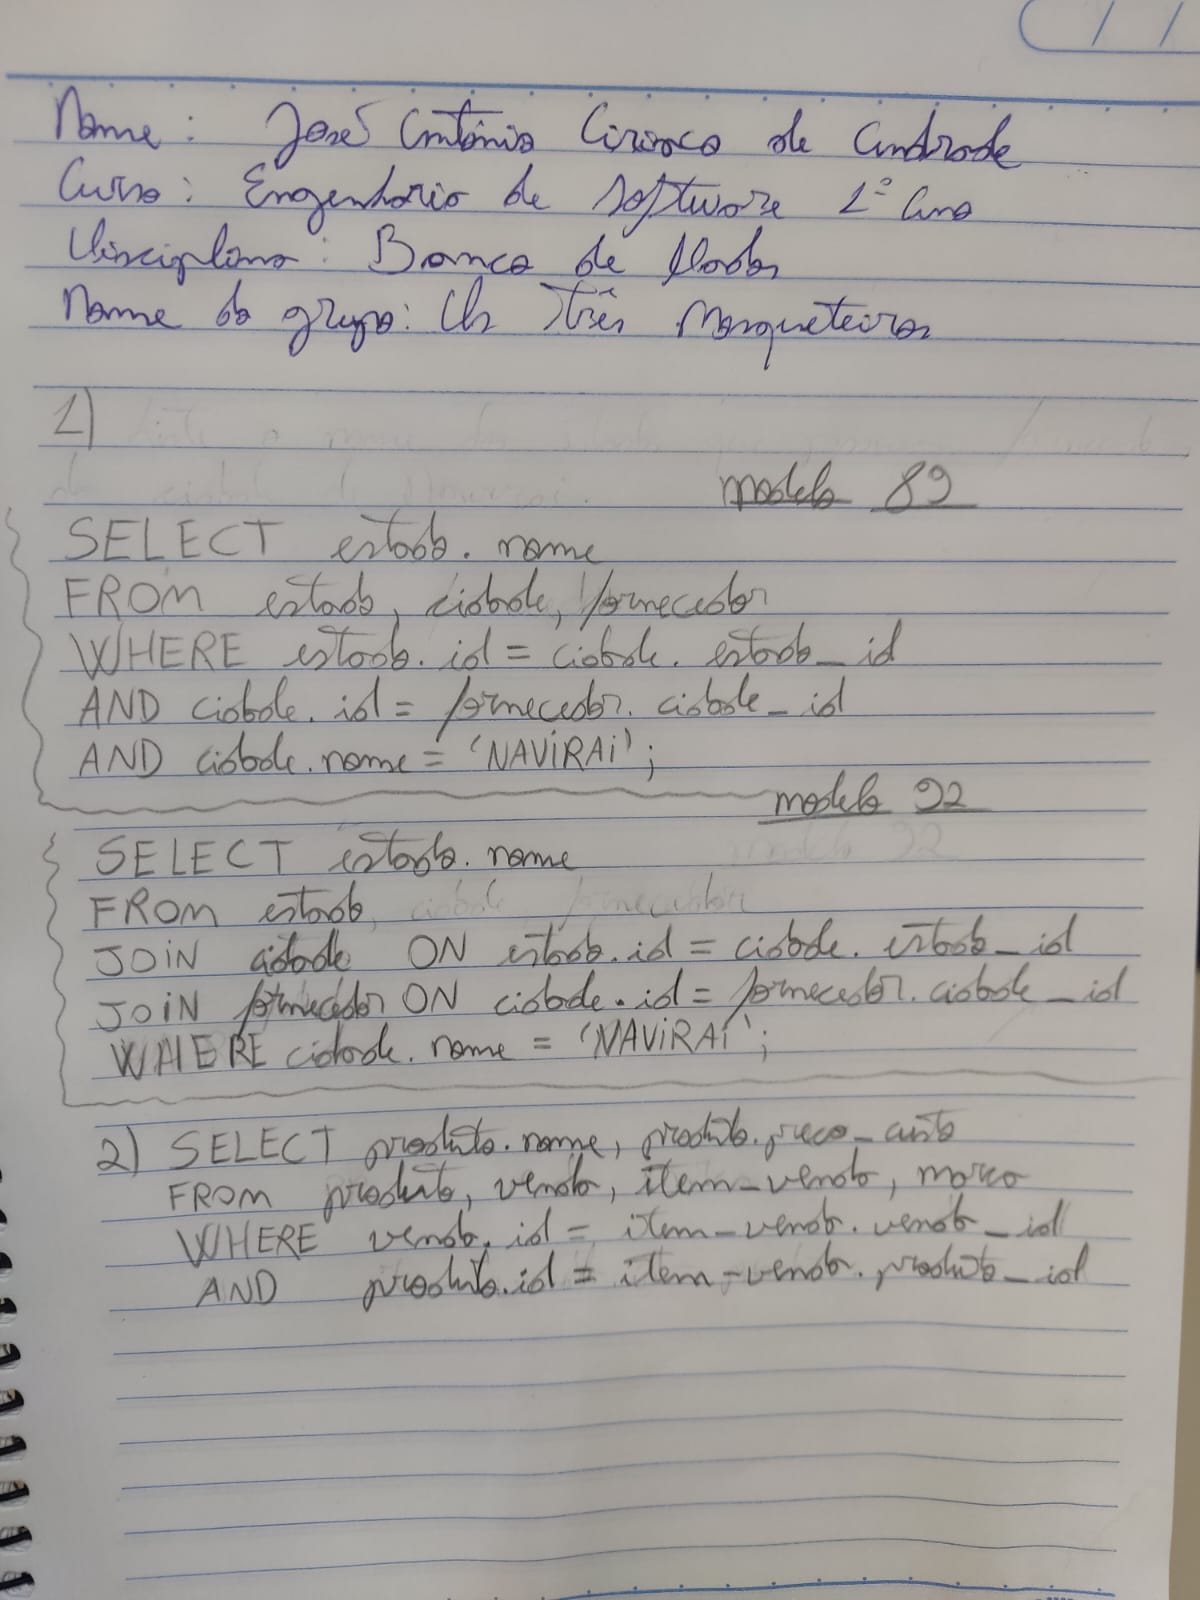 Nome: José Antônio Ciriaco de Andrade
Curso: Engenharia de Software 1º Ano
Disciplina: Banco de Dados
Nome do grupo: Os Três Mosqueteiros
1)
modelo 89
SELECT estado.nome
FROM estado, cidade, fornecedor
WHERE estado.id = cidade.estado_id
AND cidade.id = fornecedor.cidade_id
AND cidade.nome = 'NAVIRAI';
modelo 92
SELECT estado.nome
FROM estado
JOIN cidade ON estado.id = cidade.estado_id
JOIN fornecedor ON cidade.id = fornecedor.cidade_id
WHERE cidade.nome = 'NAVIRAI';
2) SELECT produto.nome, produto.preco_custo
FROM produto, venda, item_venda, marca
WHERE venda.id = item_venda.venda_id
AND produto.id = item_venda.produto_id